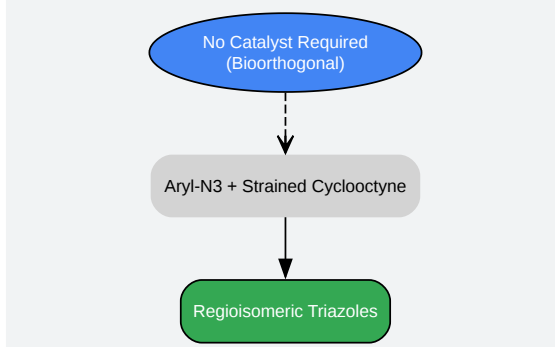 No Catalyst Required
(Bioorthogonal)
Aryl-N3 + Strained Cyclooctyne
Regioisomeric Triazoles